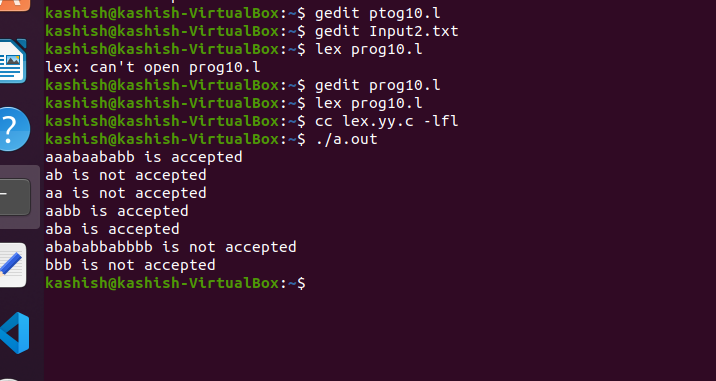 kashish@kashish-VirtualBox:~$ gedit ptog10.l
kashish@kashish-VirtualBox:~$ gedit Input2.txt
kashish@kashish-VirtualBox:~$ lex prog10.l
lex: can't open prog10.l
kashish@kashish-VirtualBox:~$ gedit prog10.l
kashish@kashish-VirtualBox:~$ lex prog10.l
kashish@kashish-VirtualBox:~$ cc lex.yy.c -lfl
kashish@kashish-VirtualBox:~$ ./a.out
aaabaababb is accepted
ab is not accepted
aa is not accepted
aabb is accepted
aba is accepted
abababbabbbb is not accepted
bbb is not accepted
kashish@kashish-VirtualBox:~$